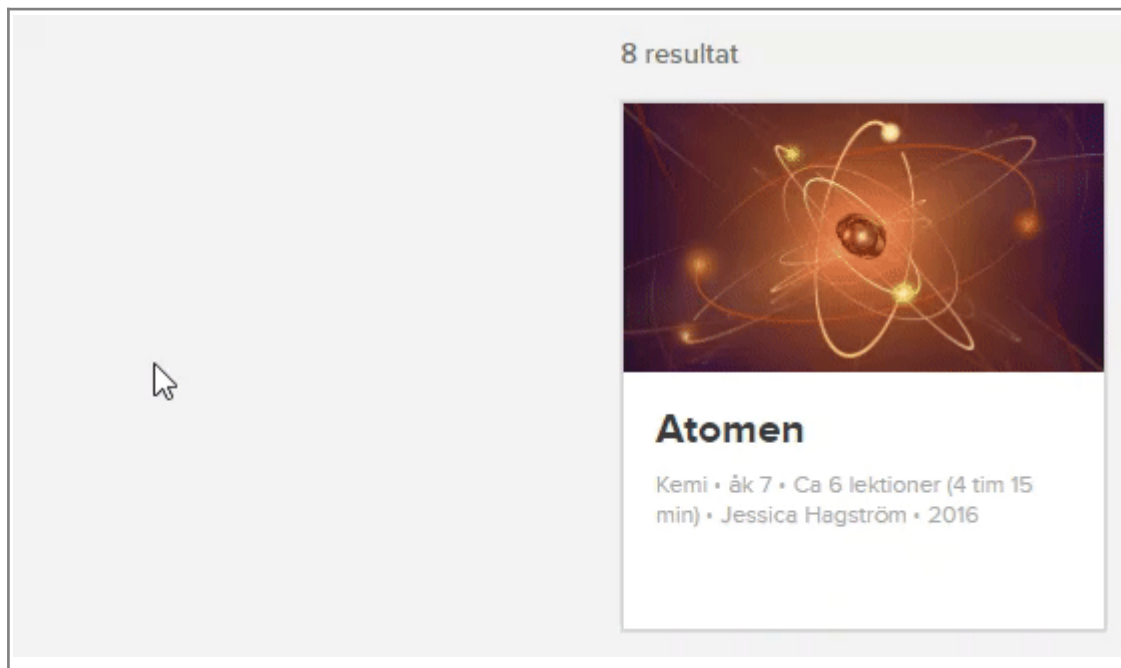 8 resultat
Atomen
Kemi • åk 7 • Ca 6 lektioner (4 tim 15
min) • Jessica Hagström • 2016